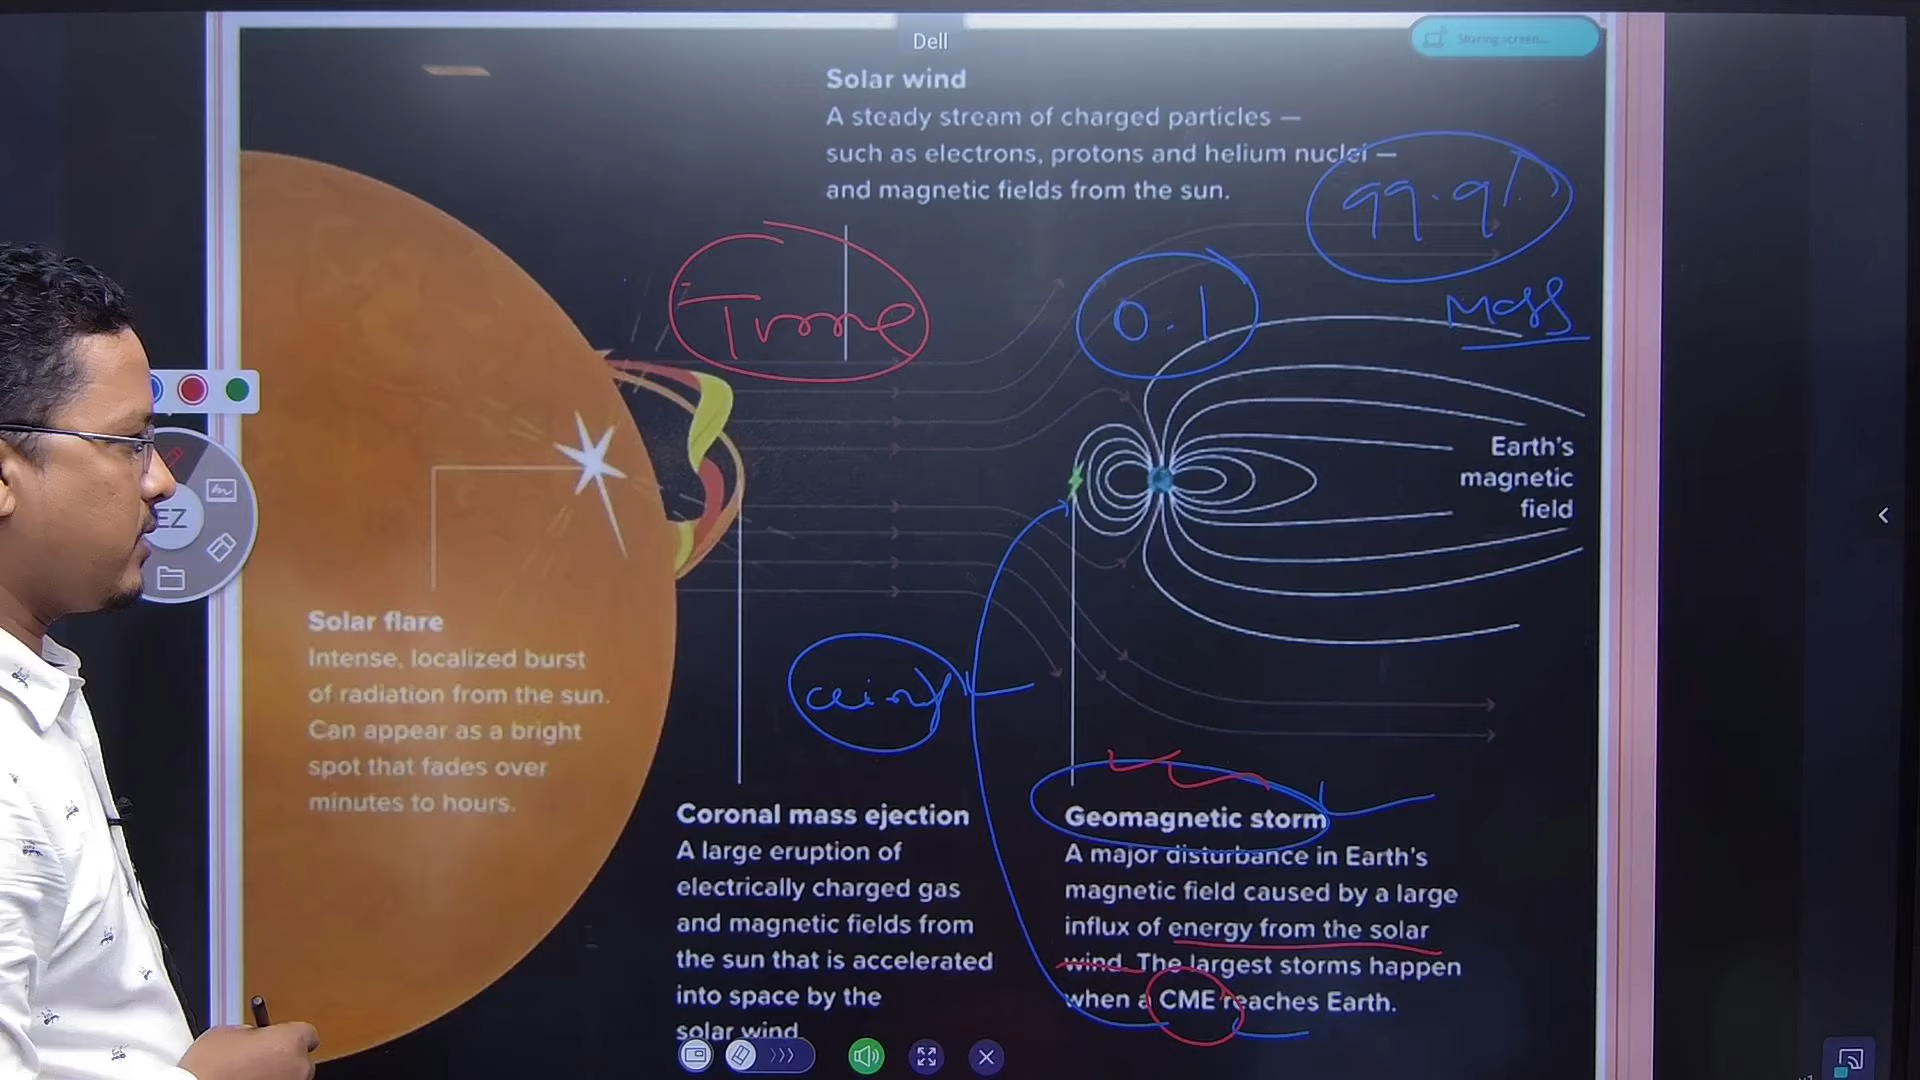 Dell
Sharing screen...
Solar wind
A steady stream of charged particles —
such as electrons, protons and helium nuclei —
and magnetic fields from the sun.
99.9%
0.1
Mass
Earth's
magnetic
field
EZ
Solar flare
Intense, localized burst
of radiation from the sun.
Can appear as a bright
spot that fades over
minutes to hours.
Coronal mass ejection
A large eruption of
electrically charged gas
and magnetic fields from
the sun that is accelerated
into space by the
solar wind.
Geomagnetic storm
A major disturbance in Earth's
magnetic field caused by a large
influx of energy from the solar
wind. The largest storms happen
when a CME reaches Earth.